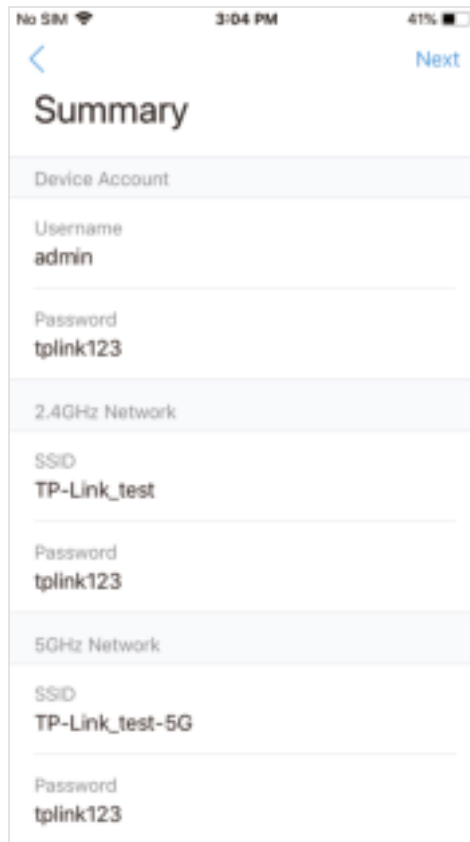 No SIM 3:04 PM 41%
Next
Summary
Device Account
Username
admin
Password
tplink123
2.4GHz Network
SSID
TP-Link_test
Password
tplink123
5GHz Network
SSID
TP-Link_test-5G
Password
tplink123